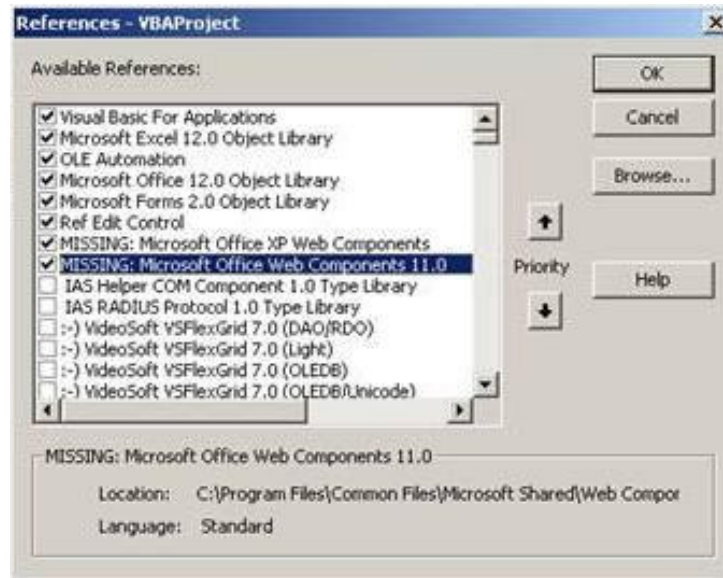 References - VBAProject
Available References:
OK
Cancel
Browse...
Help
Visual Basic For Applications
Microsoft Excel 12.0 Object Library
OLE Automation
Microsoft Office 12.0 Object Library
Microsoft Forms 2.0 Object Library
Ref Edit Control
MISSING: Microsoft Office XP Web Components
MISSING: Microsoft Office Web Components 11.0
IAS Helper COM Component 1.0 Type Library
IAS RADIUS Protocol 1.0 Type Library
:-) VideoSoft VSFlexGrid 7.0 (DAO/RDO)
:-) VideoSoft VSFlexGrid 7.0 (Light)
:-) VideoSoft VSFlexGrid 7.0 (OLEDB)
:-) VideoSoft VSFlexGrid 7.0 (OLEDB/Unicode)
Priority
MISSING: Microsoft Office Web Components 11.0
Location: C:\Program Files\Common Files\Microsoft Shared\Web Compor
Language: Standard